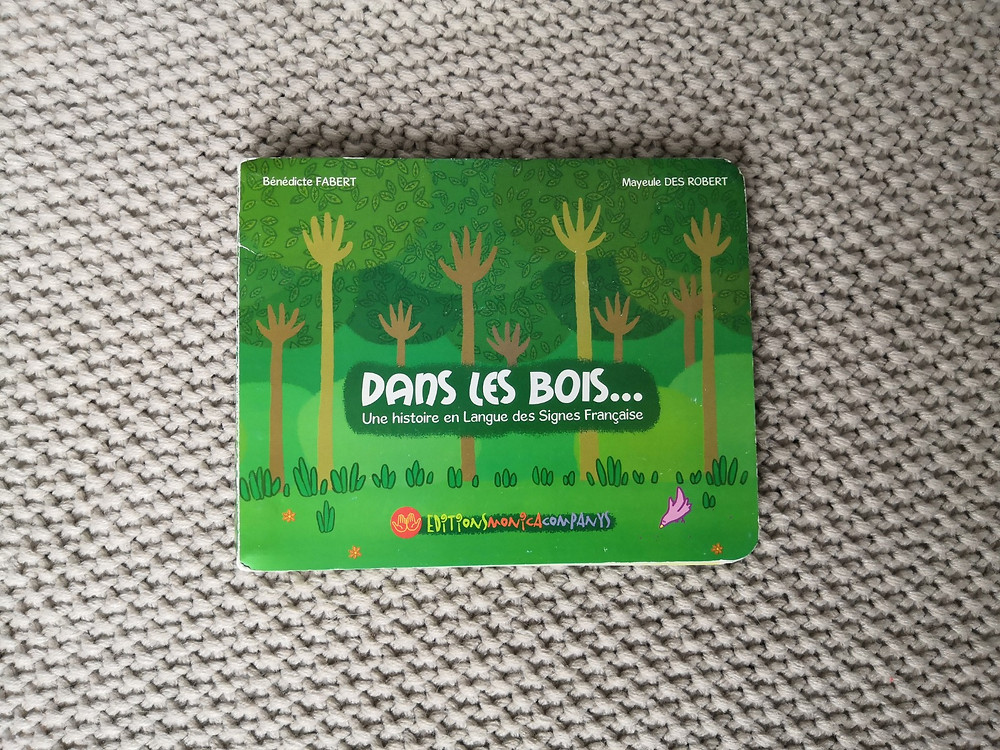 Bénédicte FABERT
Mayeule DES ROBERT
DANS LES BOIS...
Une histoire en Langue des Signes Française
EDITIONSMONICACOMPANYS